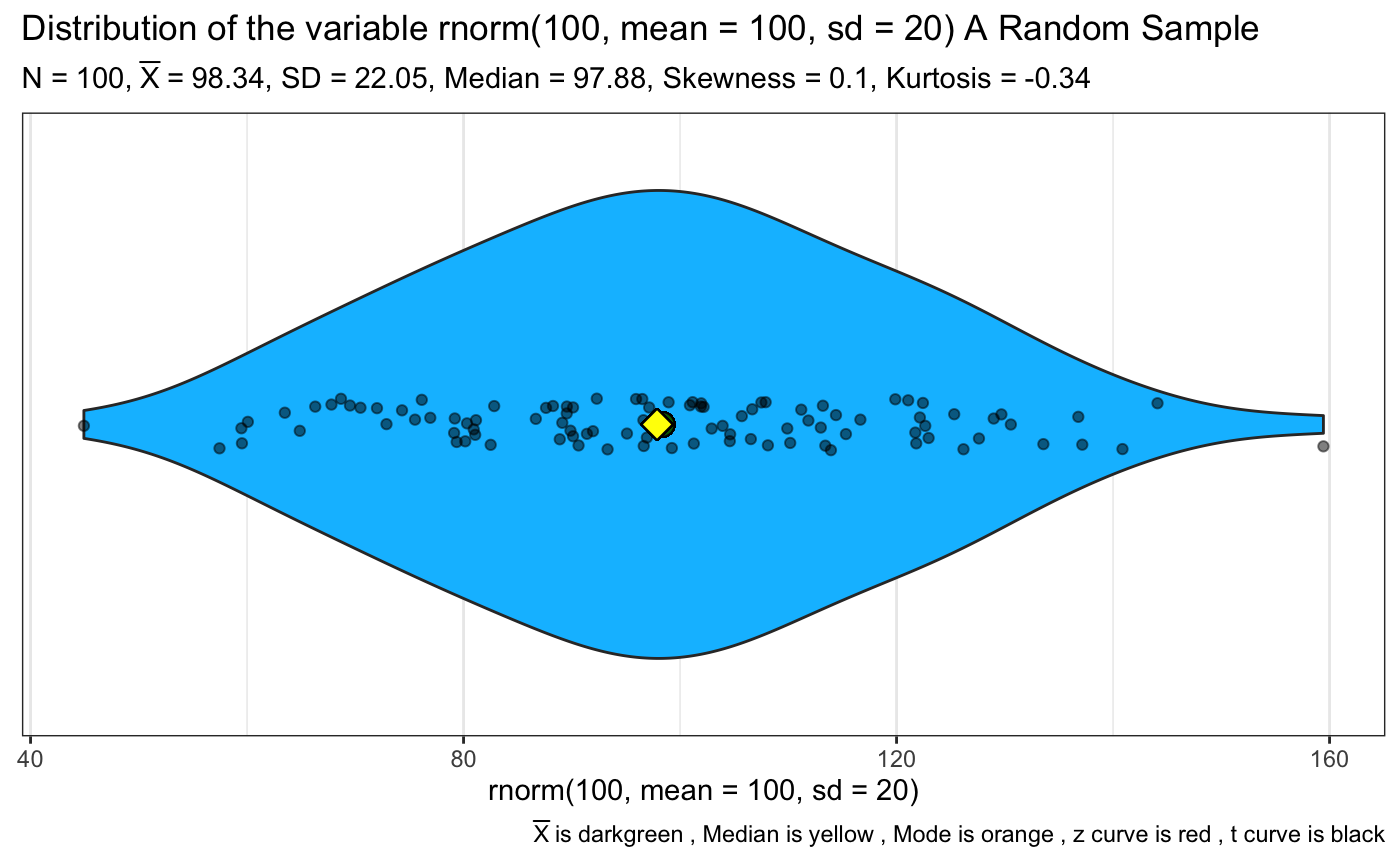 Distribution of the variable rnorm(100, mean = 100, sd = 20) A Random Sample
N = 100, X̅ = 98.34, SD = 22.05, Median = 97.88, Skewness = 0.1, Kurtosis = -0.34
40 80 120 160
rnorm(100, mean = 100, sd = 20)
X̅ is darkgreen , Median is yellow , Mode is orange , z curve is red , t curve is black